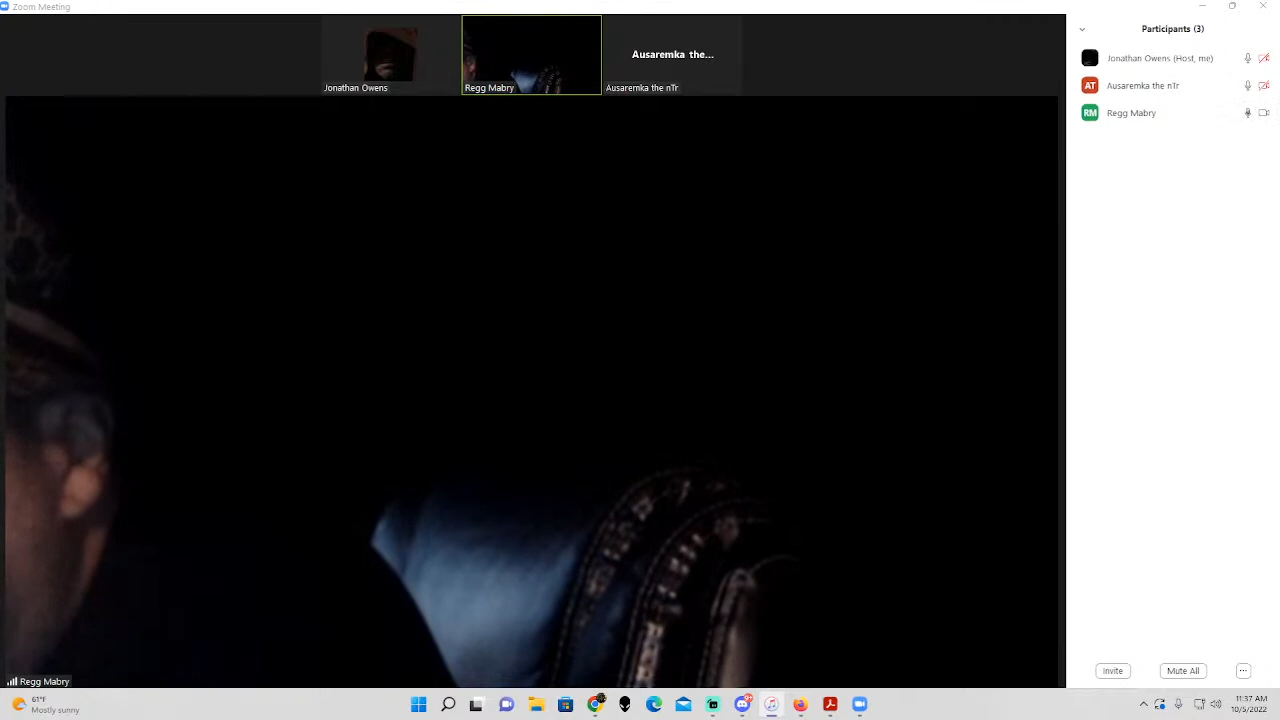 Zoom Meeting
Ausaremka the...
Jonathan Owens
Regg Mabry
Ausaremka the nTr
Participants (3)
Jonathan Owens (Host, me)
AT Ausaremka the nTr
RM Regg Mabry
Regg Mabry
Invite
Mute All
61°F
Mostly sunny
11:37 AM
10/5/2022